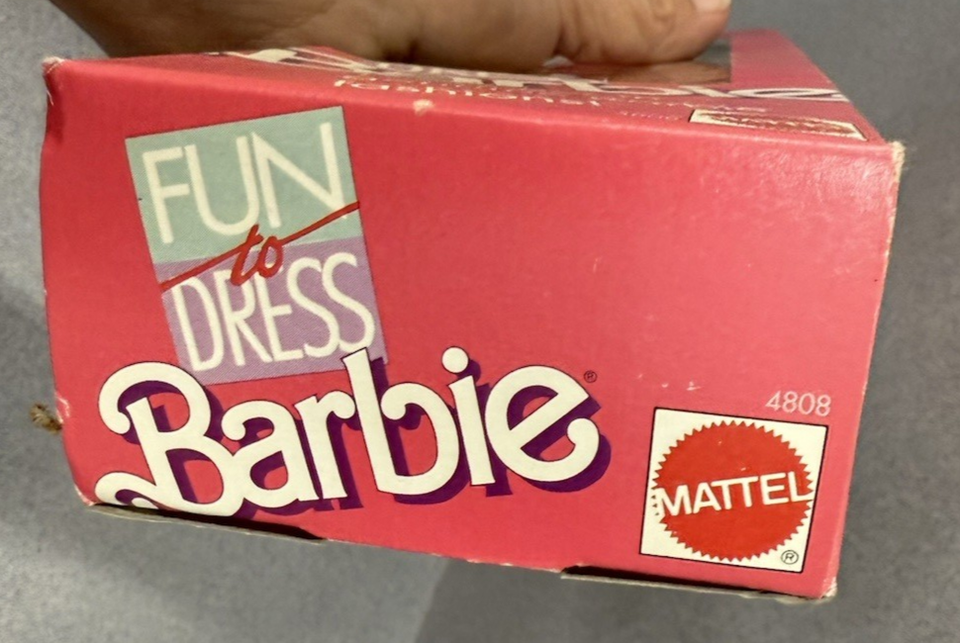 FUN
to
DRESS
Barbie®
4808
MATTEL
®